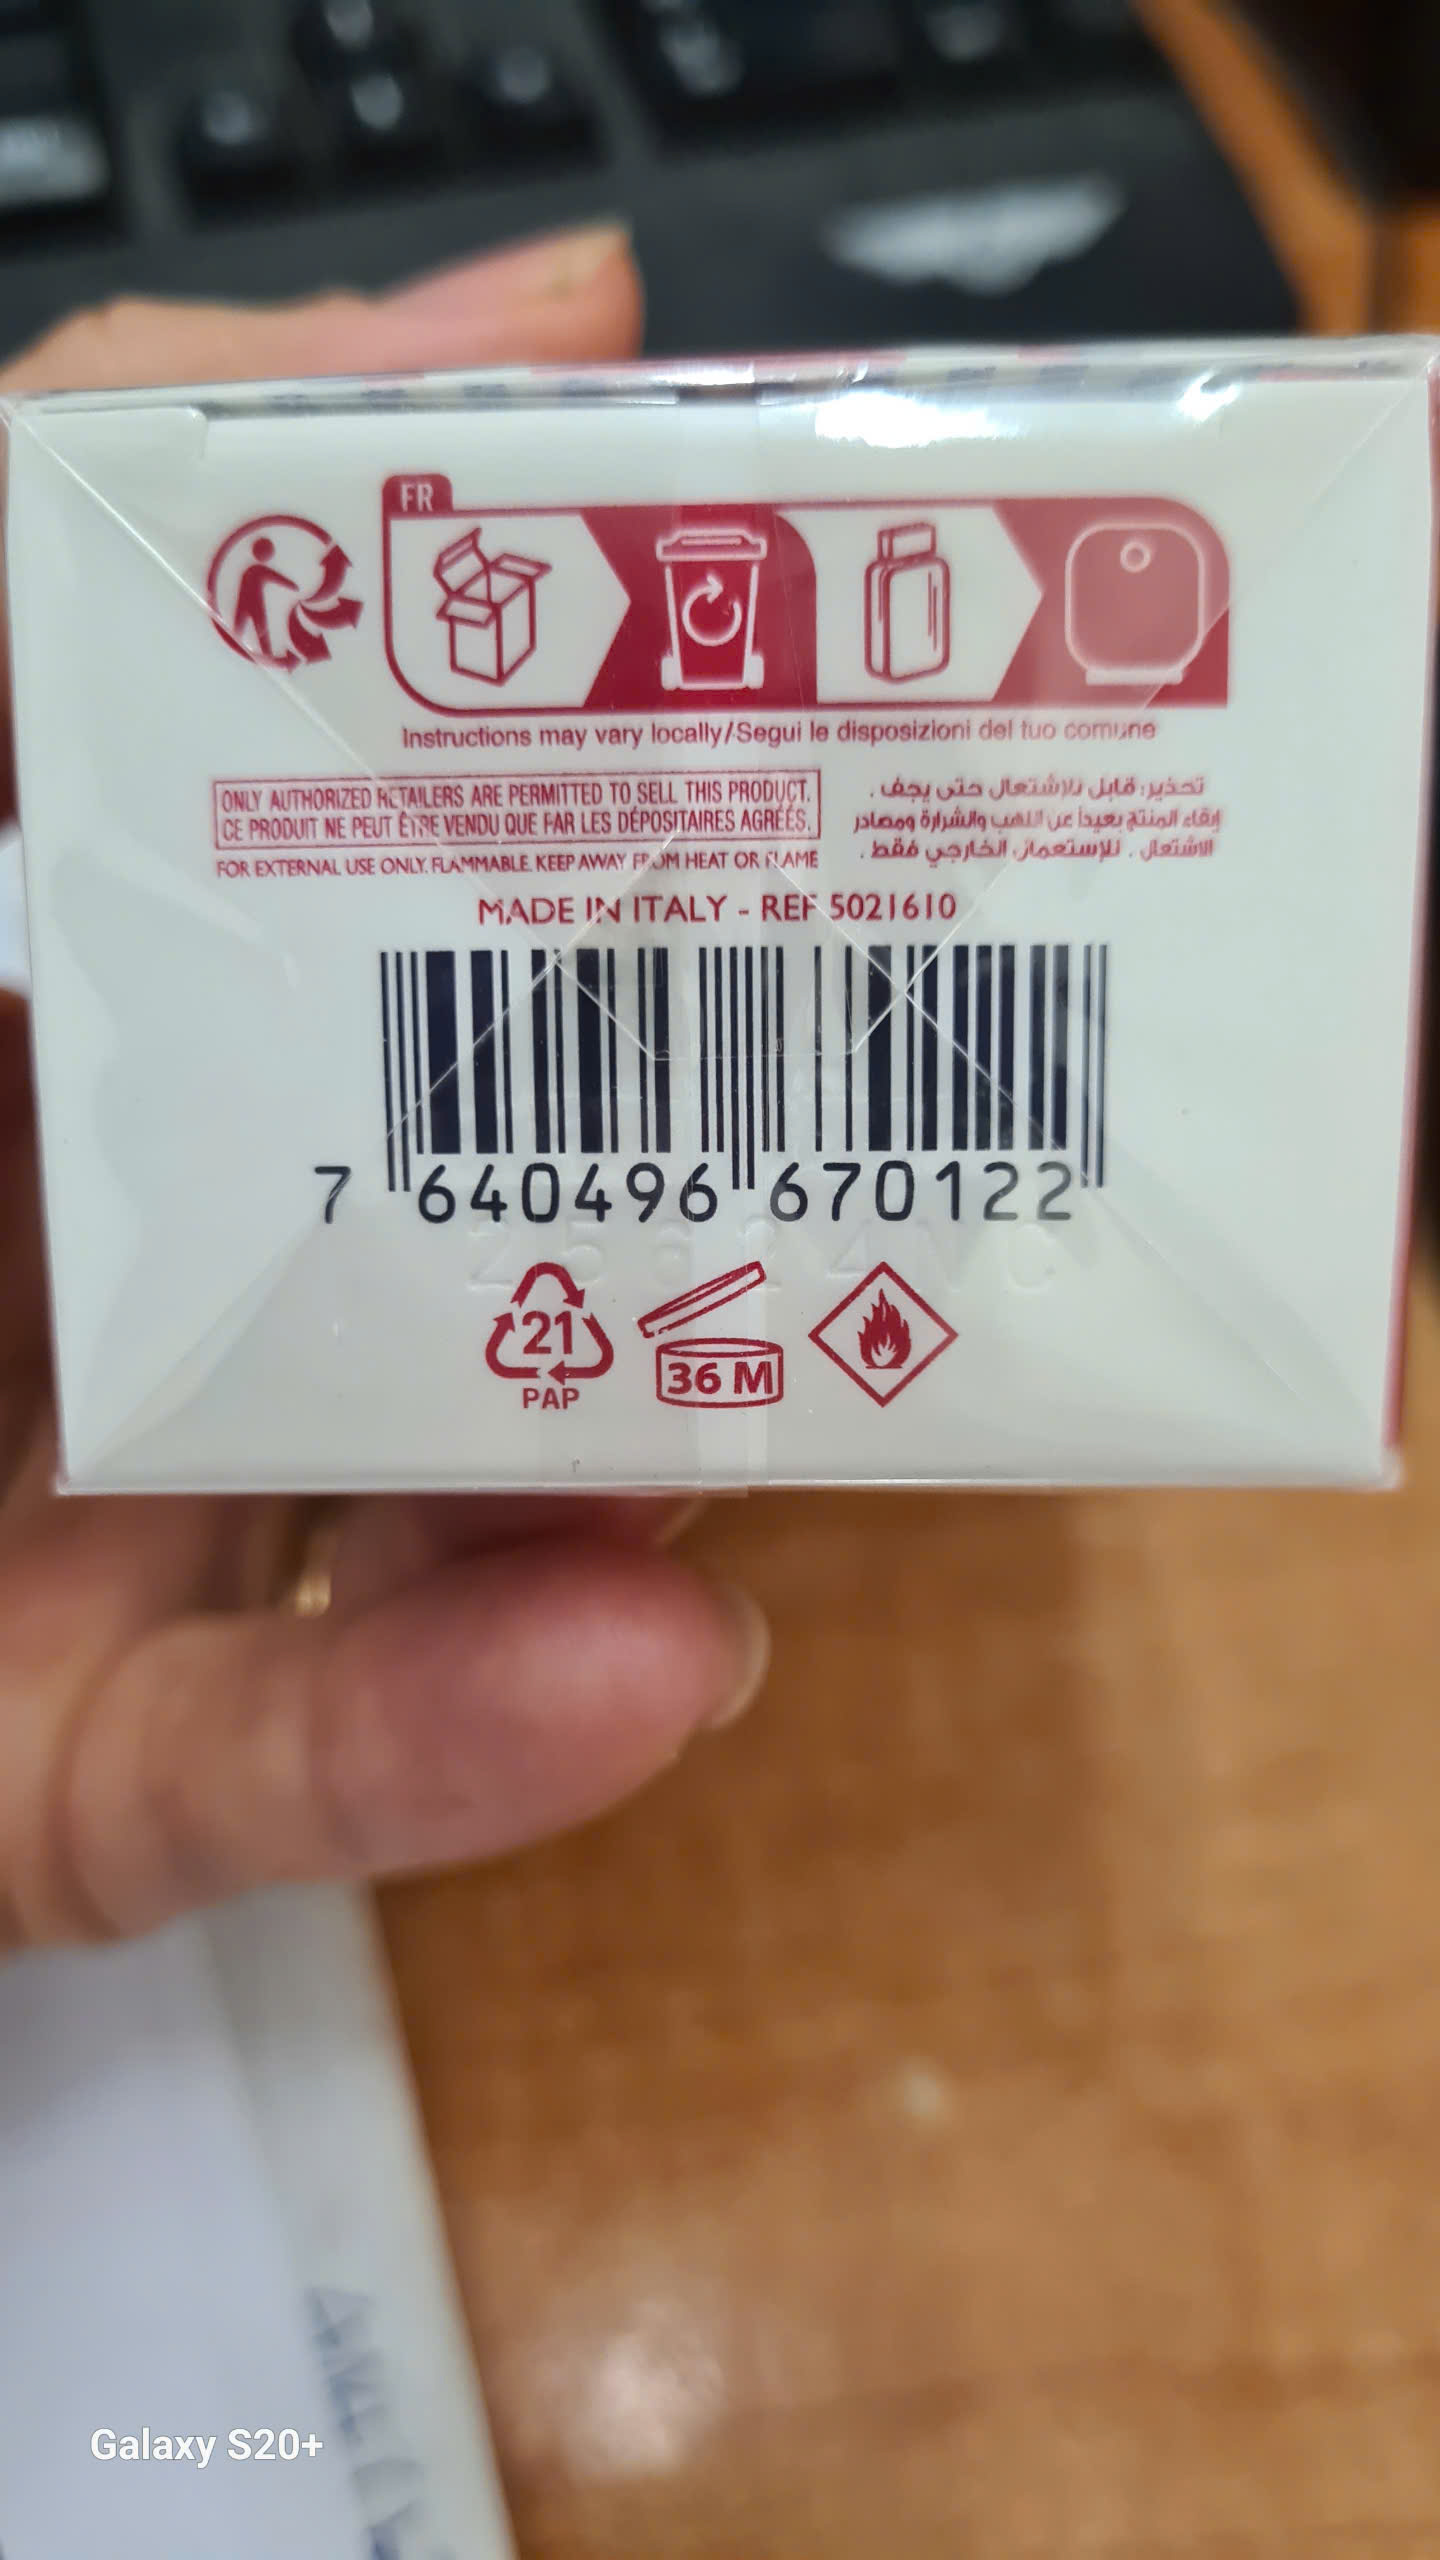 FR
Instructions may vary locally/Segui le disposizioni del tuo comune
ONLY AUTHORIZED RETAILERS ARE PERMITTED TO SELL THIS PRODUCT.
CE PRODUIT NE PEUT ÊTRE VENDU QUE PAR LES DÉPOSITAIRES AGRÉÉS.
FOR EXTERNAL USE ONLY. FLAMMABLE. KEEP AWAY FROM HEAT OR FLAME
تحذير: قابل للإشتعال حتى يجف .
إبقاء المنتج بعيداً عن اللهب والشرارة ومصادر
الاشتعال . للإستعمال الخارجي فقط .
MADE IN ITALY - REF 5021610
7 640496 670122
21
PAP
36 M
Galaxy S20+